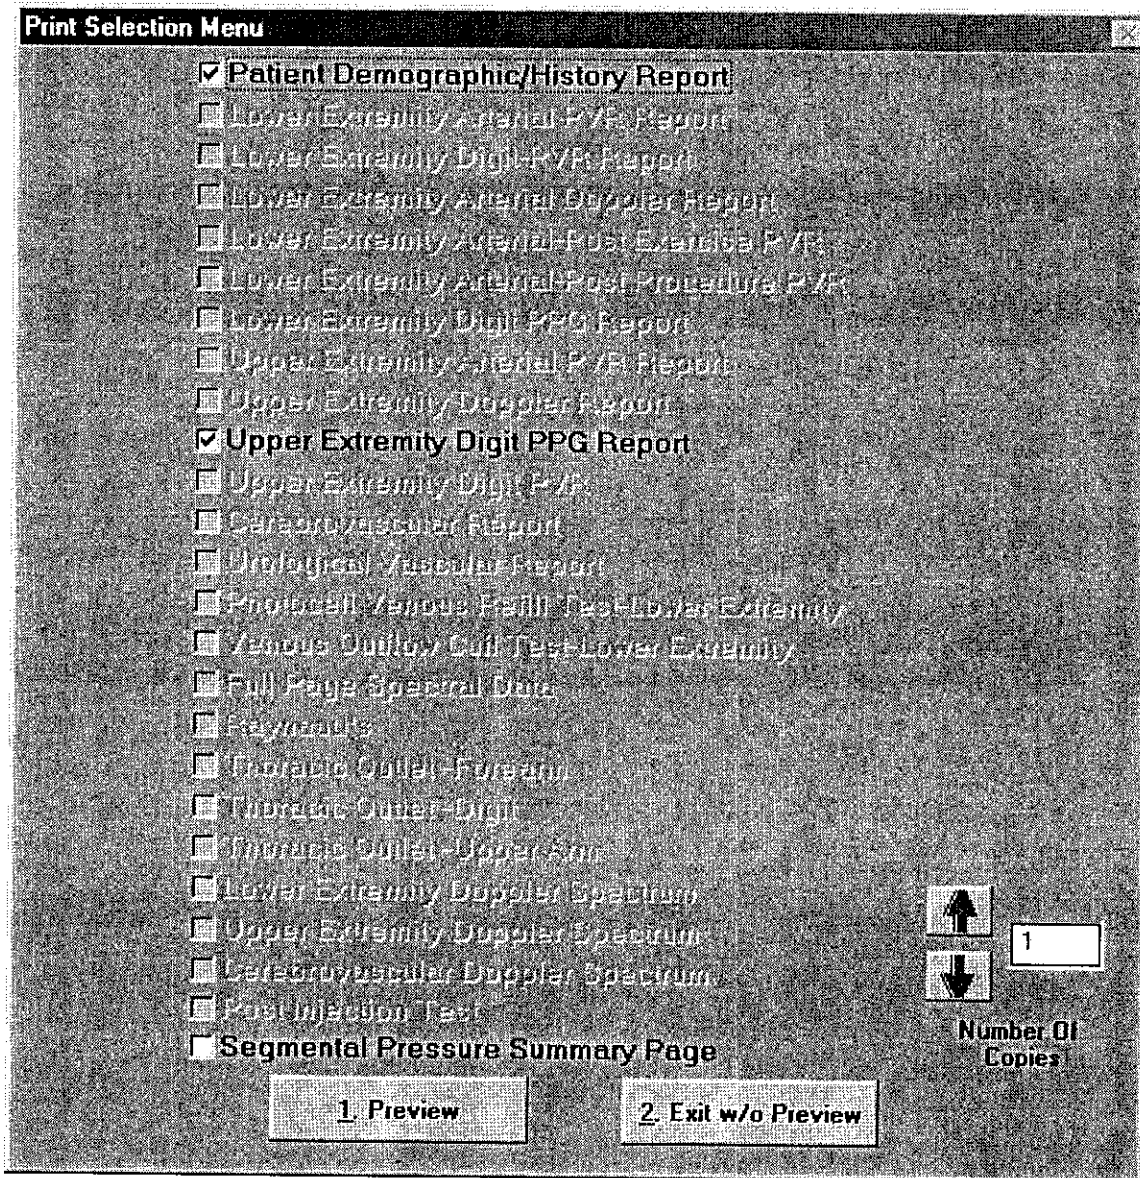 Print Selection Menu
Patient Demographic/History Report
Lower Extremity Arterial PVR Report
Lower Extremity Digit-PVR Report
Lower Extremity Arterial Doppler Report
Lower Extremity Arterial-Post Exercise PVR
Lower Extremity Arterial-Post Procedure PVR
Lower Extremity Digit PPG Report
Upper Extremity Arterial PVR Report
Upper Extremity Doppler Report
Upper Extremity Digit PPG Report
Upper Extremity Digit PVR
Cerebrovascular Report
Urological Vascular Report
Photocell Venous Refill Test-Lower Extremity
Venous Outflow Cuff Test-Lower Extremity
Full Page Spectral Data
Raynaud's
Thoracic Outlet-Forearm
Thoracic Outlet-Digit
Thoracic Outlet-Upper Arm
Lower Extremity Doppler Spectrum
Upper Extremity Doppler Spectrum
Cerebrovascular Doppler Spectrum
Post Injection Test
Segmental Pressure Summary Page
1
Number Of
Copies
1. Preview
2. Exit w/o Preview